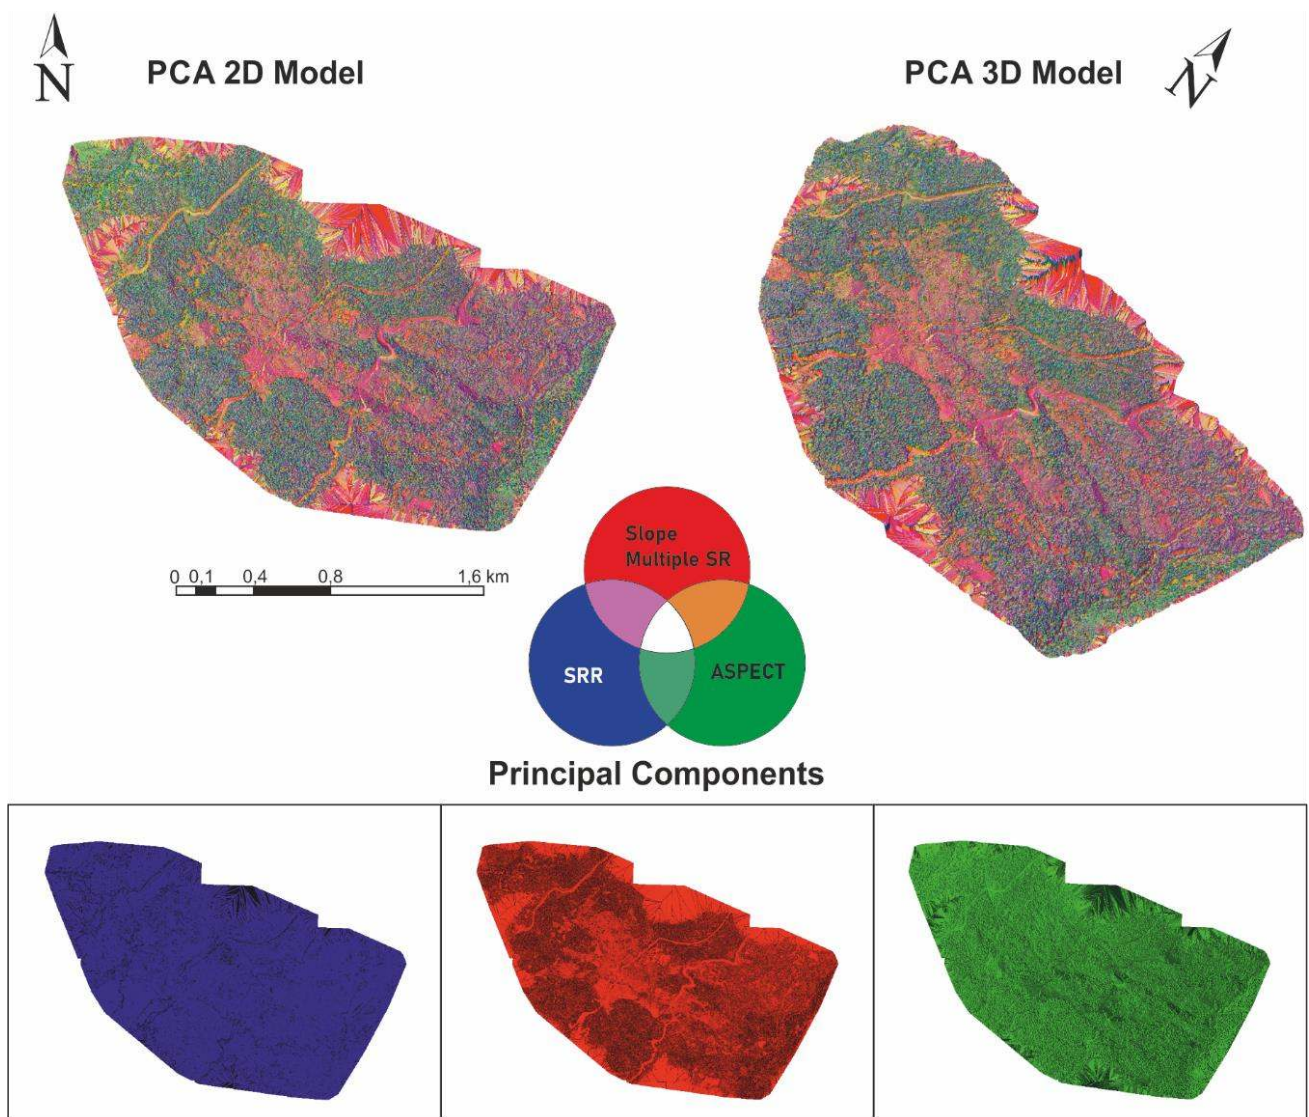 N
PCA 2D Model
PCA 3D Model
N
0 0,1 0,4 0,8 1,6 km
Slope
Multiple SR
SRR
ASPECT
Principal Components